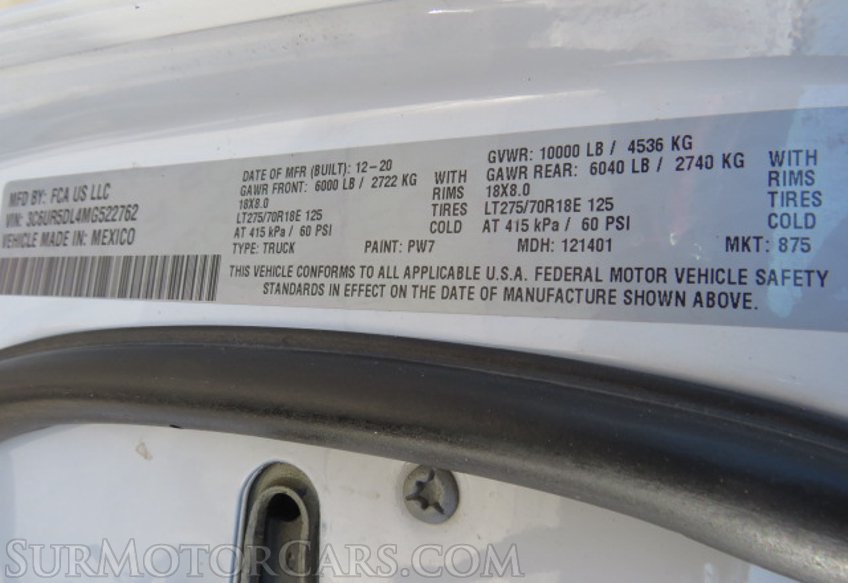 MFD BY: FCA US LLC
VIN: 3C6UR5DL4MG522762
VEHICLE MADE IN: MEXICO
DATE OF MFR (BUILT): 12-20
GAWR FRONT: 6000 LB / 2722 KG WITH
18X8.0 RIMS
LT275/70R18E 125 TIRES
AT 415 kPa / 60 PSI COLD
GVWR: 10000 LB / 4536 KG
GAWR REAR: 6040 LB / 2740 KG WITH
18X8.0 RIMS
LT275/70R18E 125 TIRES
AT 415 kPa / 60 PSI COLD
TYPE: TRUCK PAINT: PW7 MDH: 121401 MKT: 875
THIS VEHICLE CONFORMS TO ALL APPLICABLE U.S.A. FEDERAL MOTOR VEHICLE SAFETY
STANDARDS IN EFFECT ON THE DATE OF MANUFACTURE SHOWN ABOVE.
SurMotorCars.com